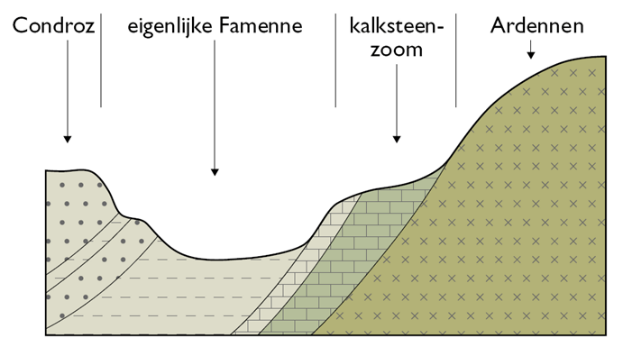 Condroz
eigenlijke Famenne
kalksteen-
zoom
Ardennen